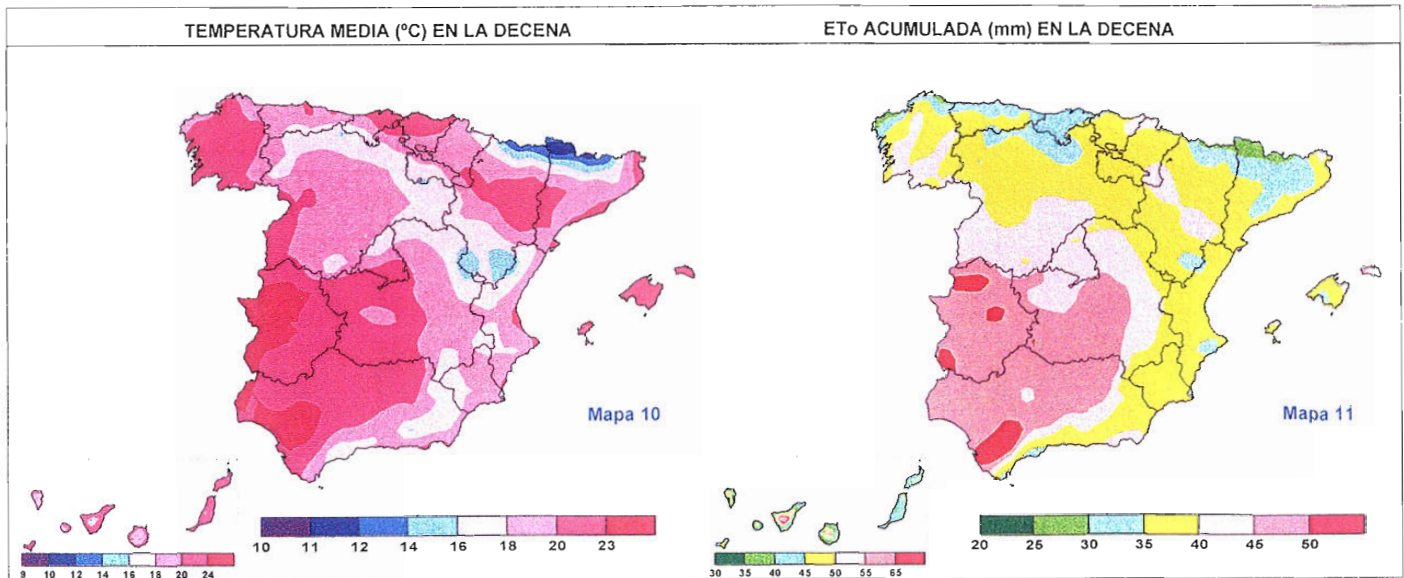 TEMPERATURA MEDIA (ºC) EN LA DECENA
ETo ACUMULADA (mm) EN LA DECENA
Mapa 10
Mapa 11
10 11 12 14 16 18 20 23
9 10 12 14 16 18 20 24
20 25 30 35 40 45 50
30 35 40 45 50 55 65